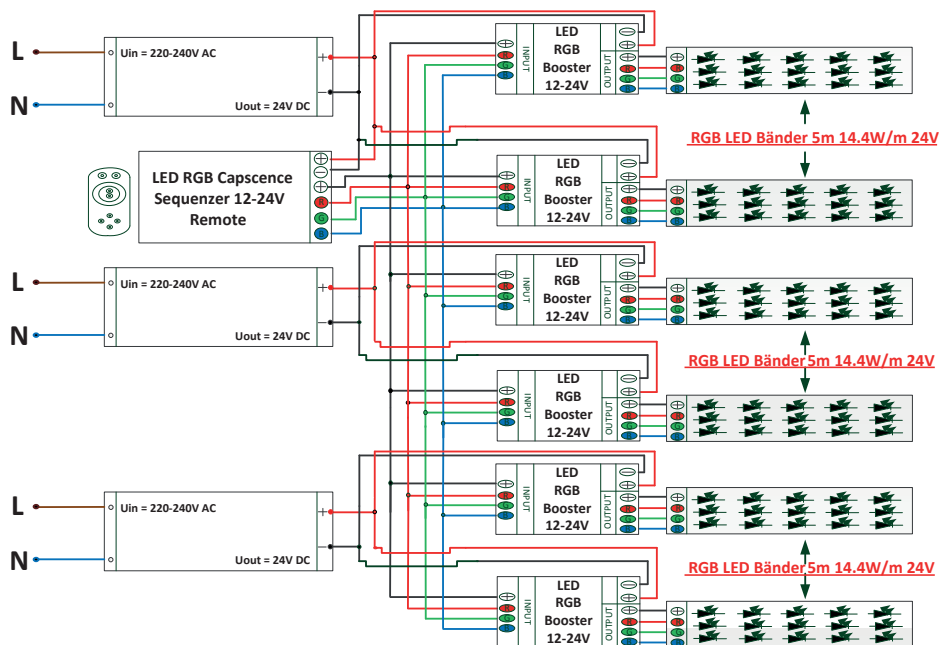 L
N
Uin = 220-240V AC
Uout = 24V DC
+
−
LED RGB Capscence
Sequenzer 12-24V
Remote
+
−
+
R
G
B
LED
RGB
Booster
12-24V
INPUT
OUTPUT
+
R
G
B
−
+
+
R
G
B
+
R
G
B
RGB LED Bänder 5m 14.4W/m 24V
LED
RGB
Booster
12-24V
INPUT
OUTPUT
+
R
G
B
−
+
+
R
G
B
+
R
G
B
L
N
Uin = 220-240V AC
Uout = 24V DC
+
−
LED
RGB
Booster
12-24V
INPUT
OUTPUT
+
R
G
B
−
+
+
R
G
B
+
R
G
B
RGB LED Bänder 5m 14.4W/m 24V
LED
RGB
Booster
12-24V
INPUT
OUTPUT
+
R
G
B
−
+
+
R
G
B
+
R
G
B
L
N
Uin = 220-240V AC
Uout = 24V DC
+
−
LED
RGB
Booster
12-24V
INPUT
OUTPUT
+
R
G
B
−
+
+
R
G
B
+
R
G
B
RGB LED Bänder 5m 14.4W/m 24V
LED
RGB
Booster
12-24V
INPUT
OUTPUT
+
R
G
B
−
+
+
R
G
B
+
R
G
B